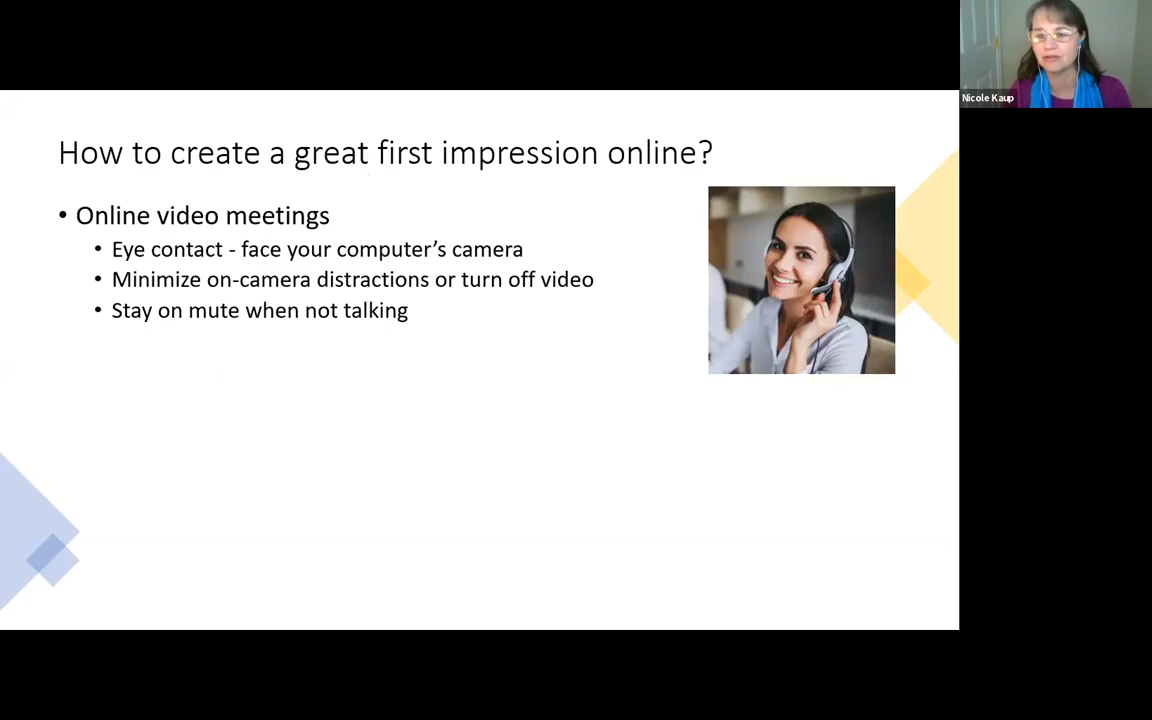 Nicole Kaup
How to create a great first impression online?
• Online video meetings
• Eye contact - face your computer's camera
• Minimize on-camera distractions or turn off video
• Stay on mute when not talking